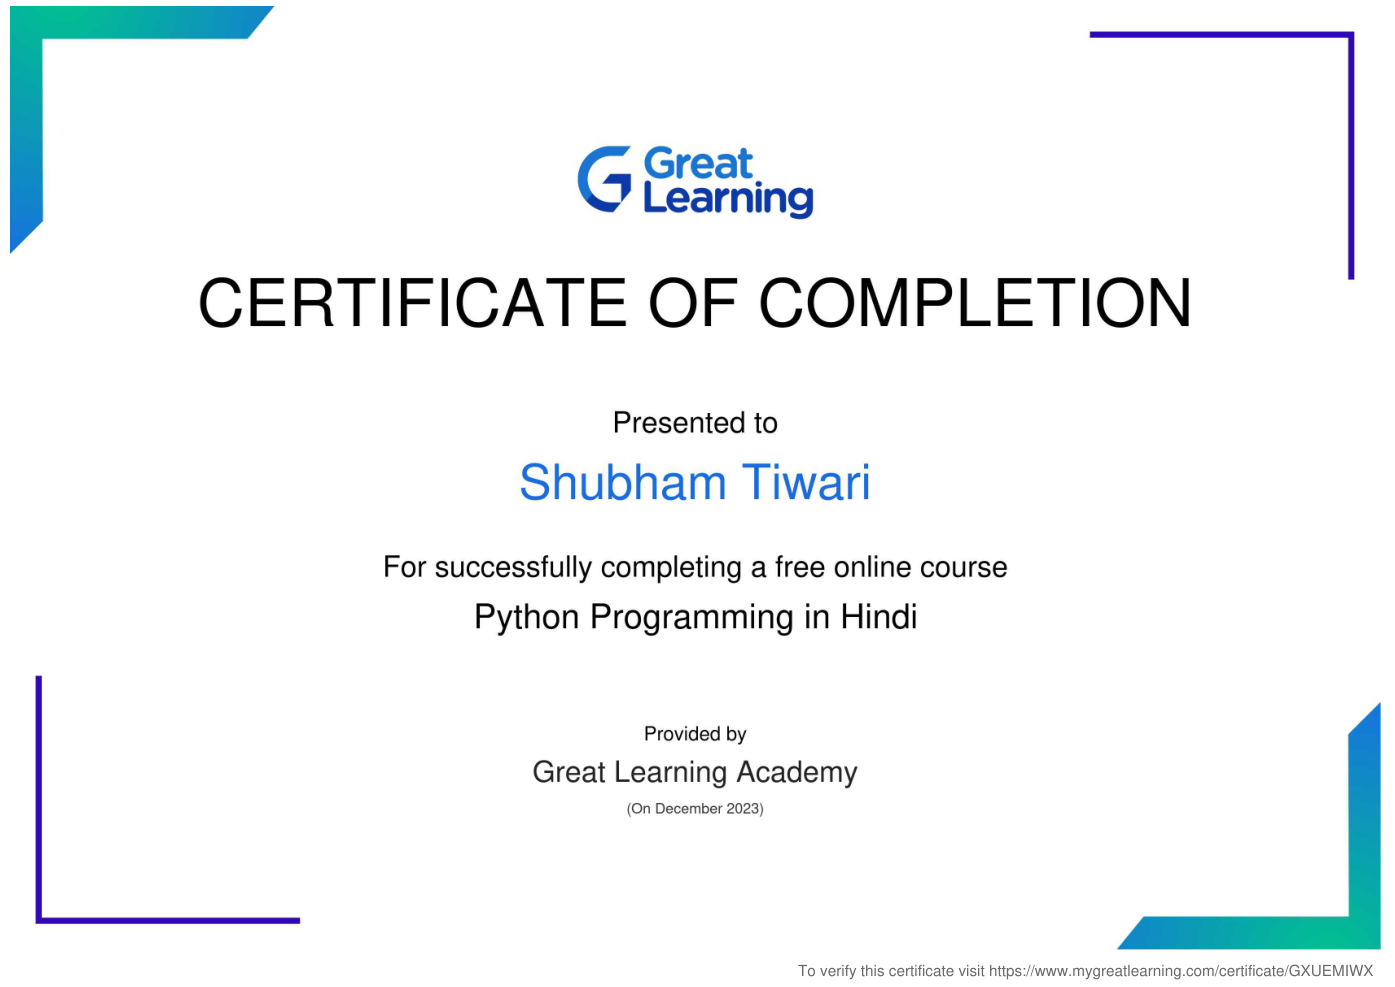 Great
Learning
CERTIFICATE OF COMPLETION
Presented to
Shubham Tiwari
For successfully completing a free online course
Python Programming in Hindi
Provided by
Great Learning Academy
(On December 2023)
To verify this certificate visit https://www.mygreatlearning.com/certificate/GXUEMIWX